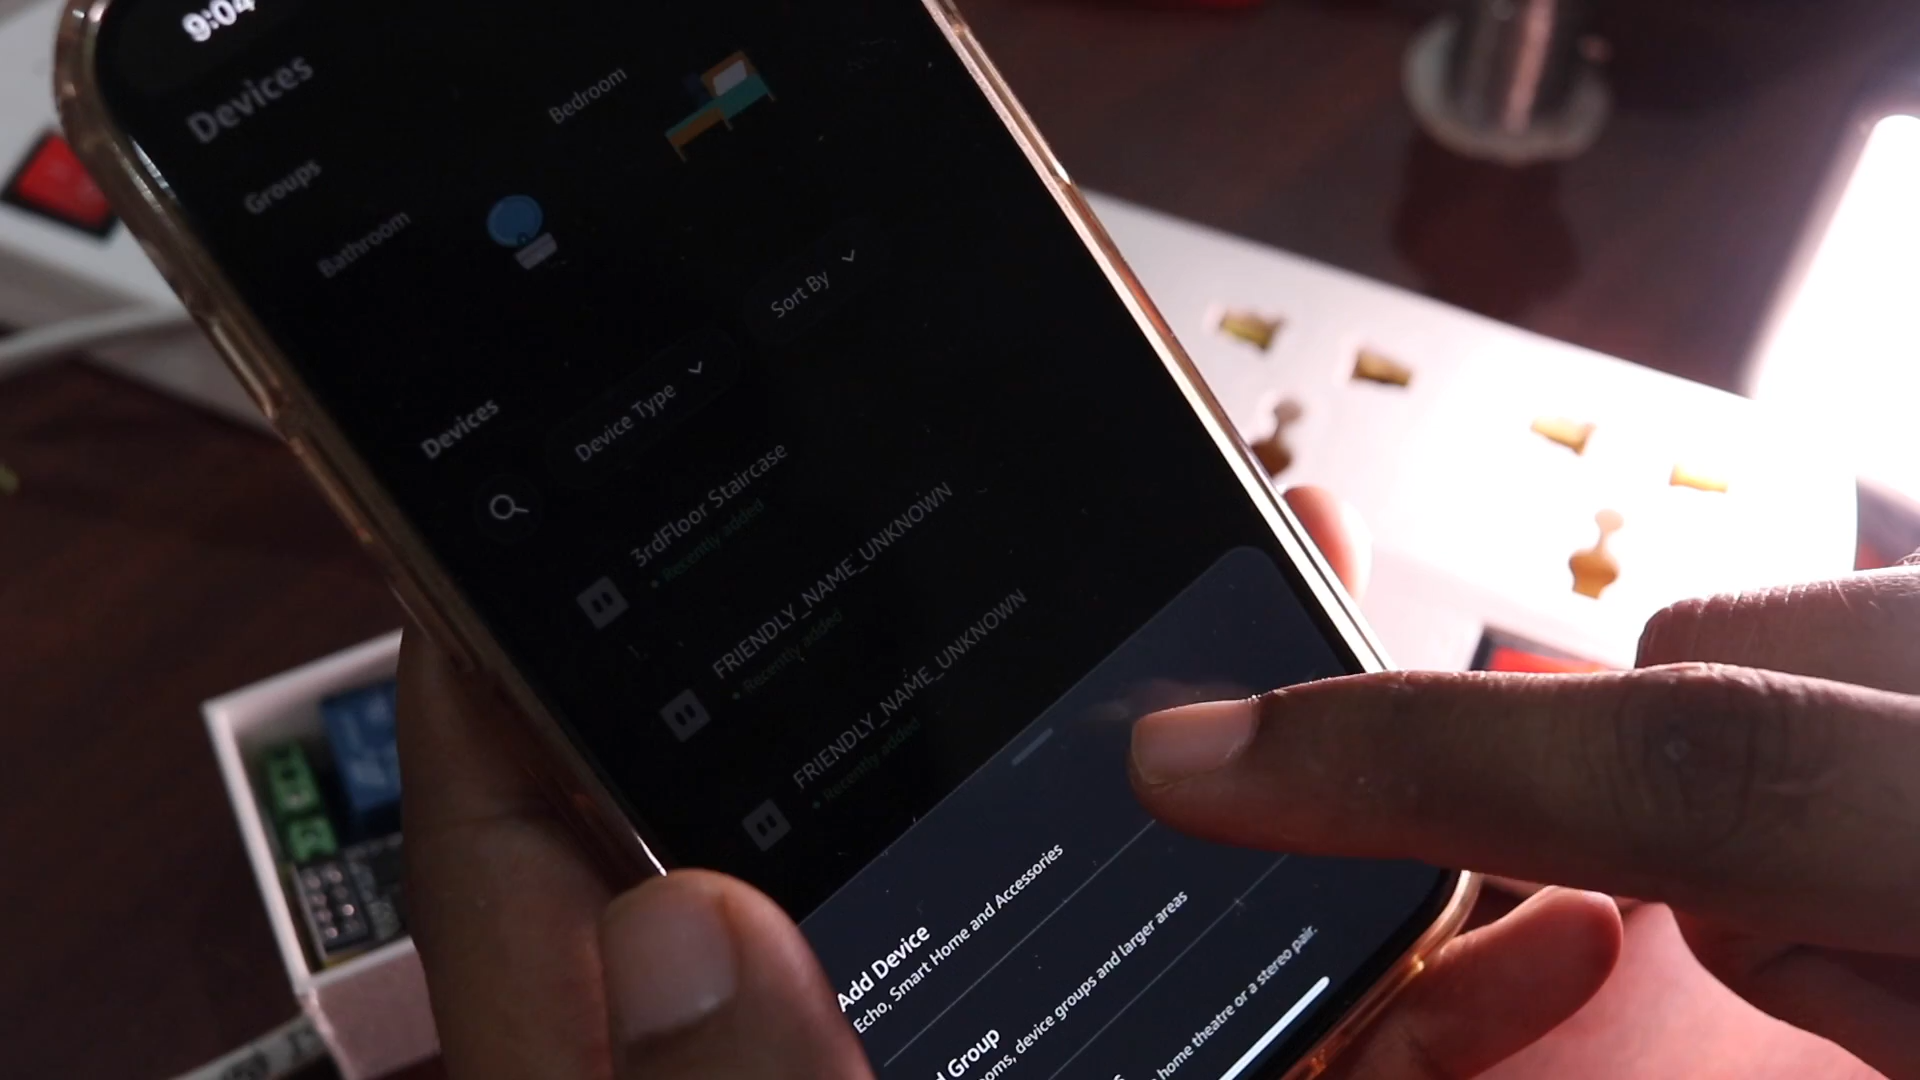 9:04
Devices
Groups
Bathroom
Bedroom
Devices
Device Type
Sort By
3rdFloor Staircase
• Recently added
FRIENDLY_NAME_UNKNOWN
• Recently added
FRIENDLY_NAME_UNKNOWN
• Recently added
Add Device
Echo, Smart Home and Accessories
Group
device groups and larger areas
home theatre or a stereo pair.